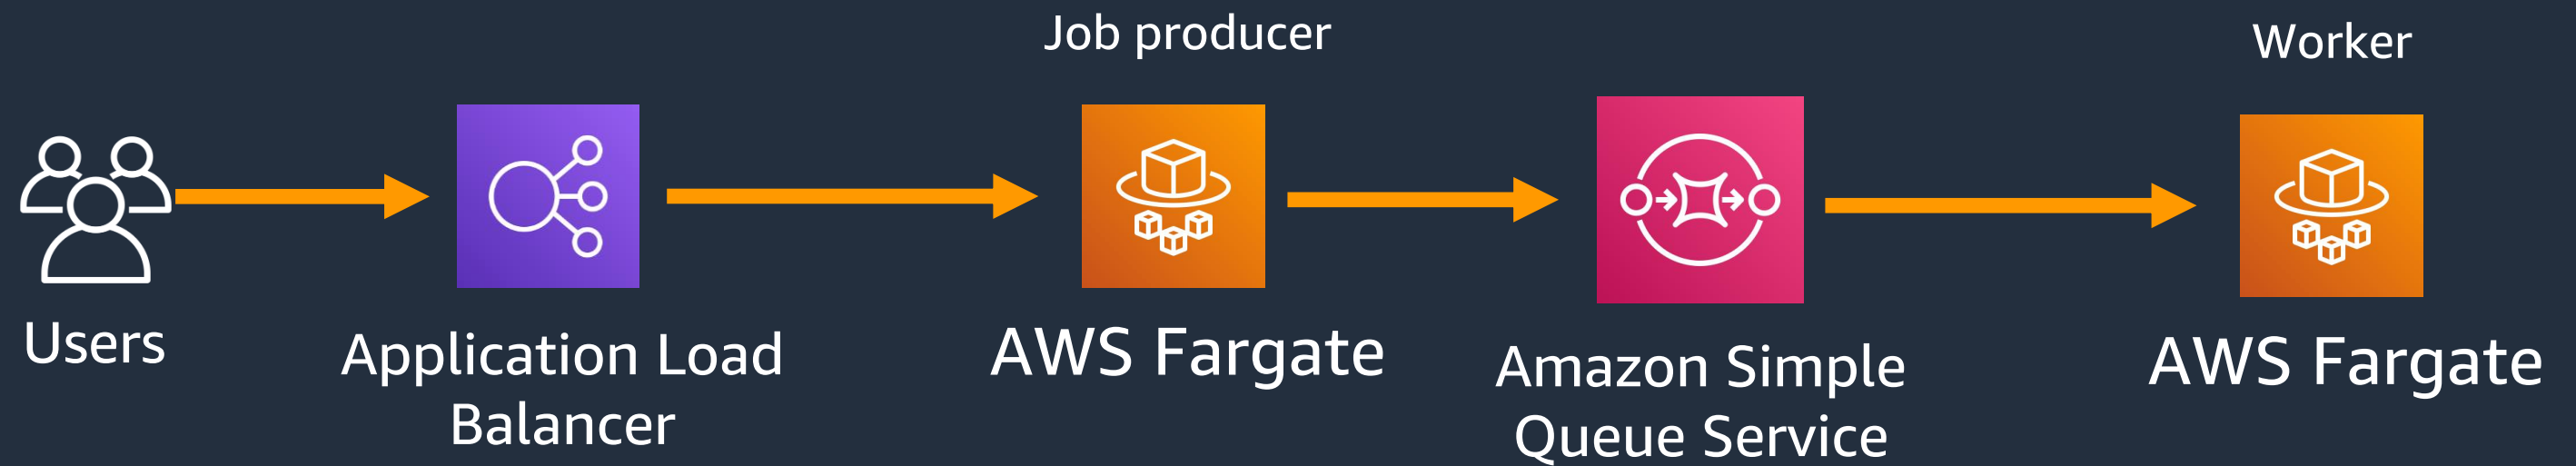 Job producer
Worker
Users
Application Load
Balancer
AWS Fargate
Amazon Simple
Queue Service
AWS Fargate